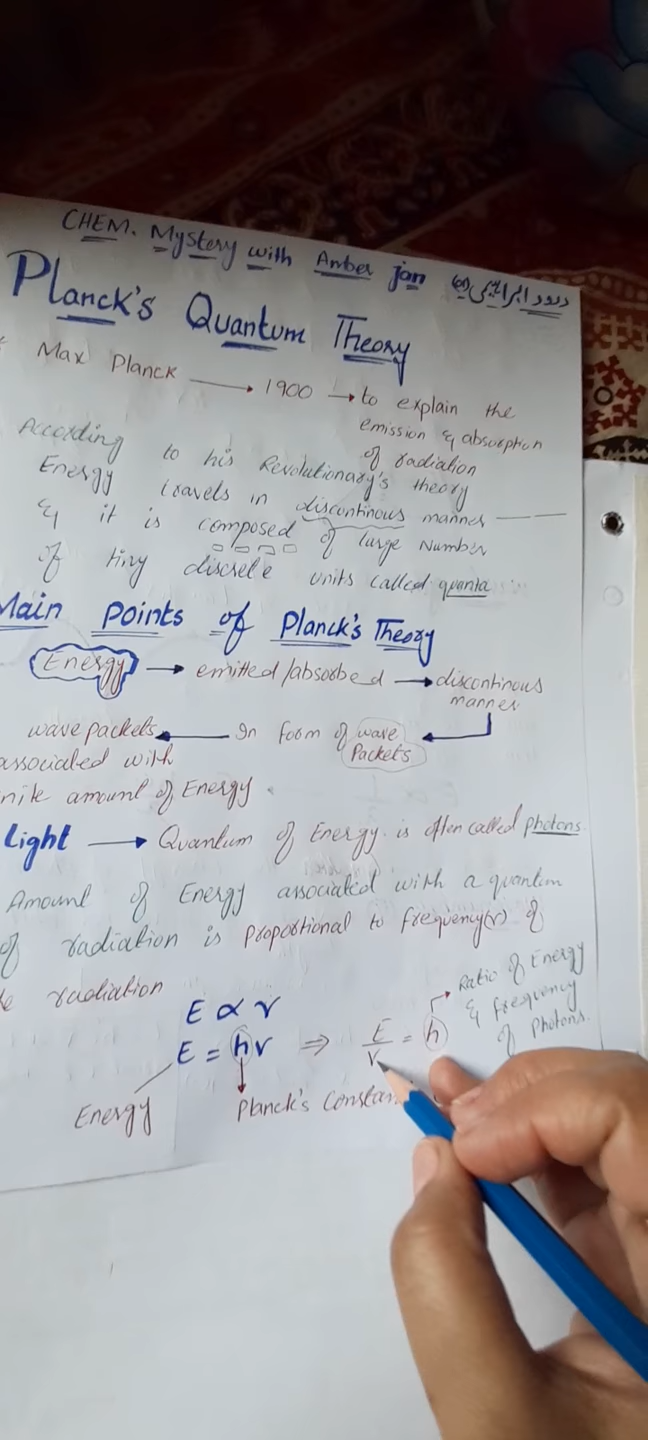 CHEM. Mystery with Amber jan درود ابراہیمی (ص)
Planck's Quantum Theory
* Max Planck → 1900 → to explain the
emission & absorption
of radiation
According to his Revolutionary's theory
Energy travels in discontinous manner
& it is composed of large Number
of tiny discrete units called quanta
Main Points of Planck's Theory
Energy → emitted/absorbed → discontinous
manner
wave packets ← In form of wave
Packets
associated with
nite amount of Energy.
Light → Quantum of Energy is often called photons
Amount of Energy associated with a quantum
of radiation is proportional to frequency(ν) of
radiation
E ∝ ν
E = hν ⇒ E/ν = h → Ratio of Energy
& frequency
of Photons.
Energy Planck's Constan